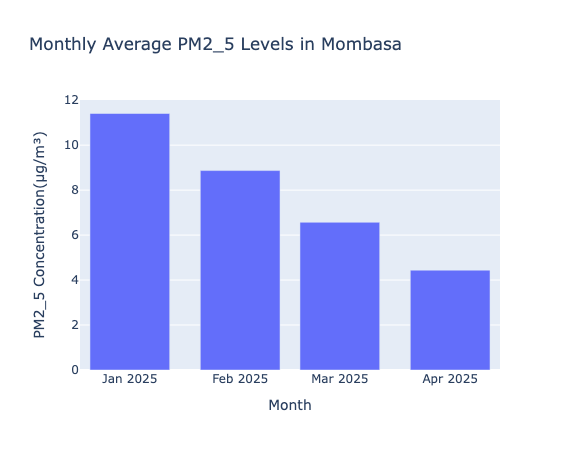 Monthly Average PM2_5 Levels in Mombasa
PM2_5 Concentration(μg/m³)
12
10
8
6
4
2
0
Jan 2025
Feb 2025
Mar 2025
Apr 2025
Month